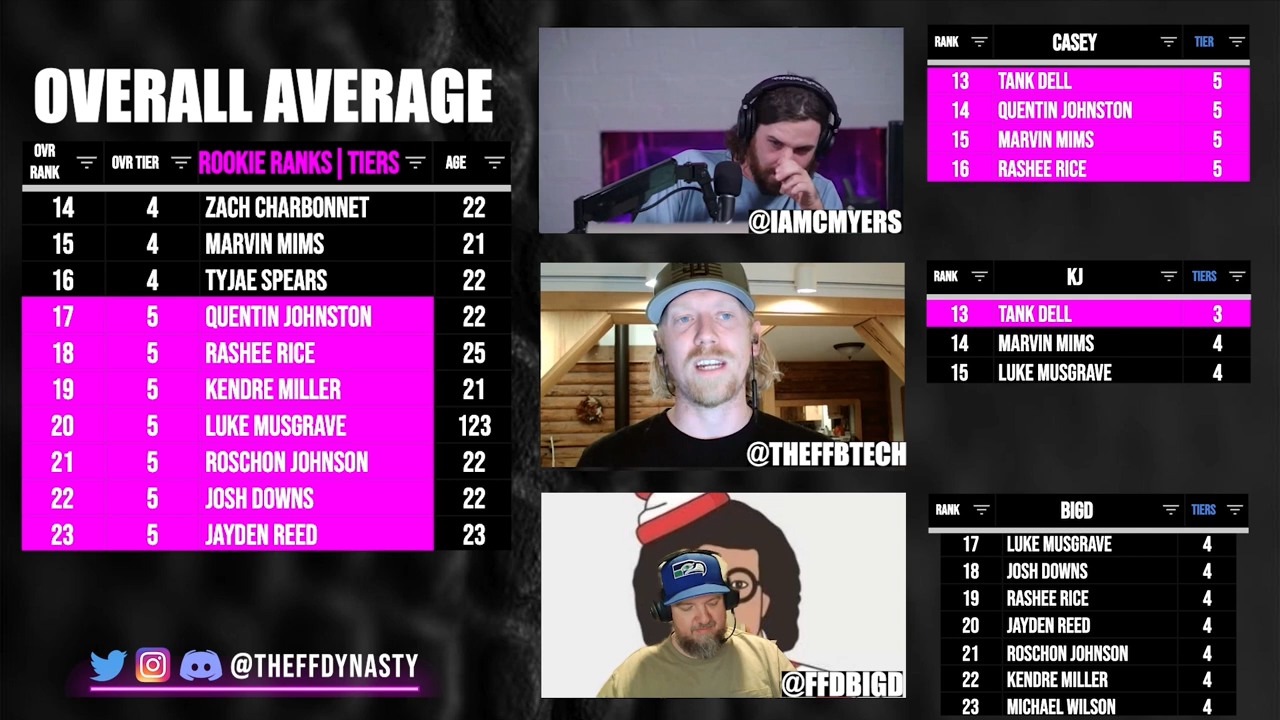 OVERALL AVERAGE
OVR RANK OVR TIER ROOKIE RANKS | TIERS AGE
14 4 ZACH CHARBONNET 22
15 4 MARVIN MIMS 21
16 4 TYJAE SPEARS 22
17 5 QUENTIN JOHNSTON 22
18 5 RASHEE RICE 25
19 5 KENDRE MILLER 21
20 5 LUKE MUSGRAVE 123
21 5 ROSCHON JOHNSON 22
22 5 JOSH DOWNS 22
23 5 JAYDEN REED 23
@THEFFDYNASTY
@IAMCMYERS
@THEFFBTECH
@FFDBIGD
RANK CASEY TIER
13 TANK DELL 5
14 QUENTIN JOHNSTON 5
15 MARVIN MIMS 5
16 RASHEE RICE 5
RANK KJ TIERS
13 TANK DELL 3
14 MARVIN MIMS 4
15 LUKE MUSGRAVE 4
RANK BIGD TIERS
17 LUKE MUSGRAVE 4
18 JOSH DOWNS 4
19 RASHEE RICE 4
20 JAYDEN REED 4
21 ROSCHON JOHNSON 4
22 KENDRE MILLER 4
23 MICHAEL WILSON 4